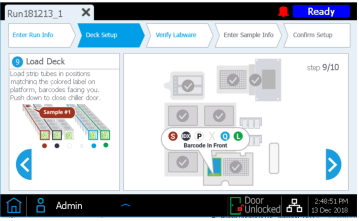 Run181213_1 X
Ready
Enter Run Info
Deck Setup
Verify Labware
Enter Sample Info
Confirm Setup
9 Load Deck
Load strip tubes in positions
matching the colored label on
platform, barcodes facing you.
Push down to close chiller door.
Sample #1
step 9/10
S DX P X Q L
Barcode in Front
Admin
Door
Unlocked
2:48:51 PM
13 Dec 2018